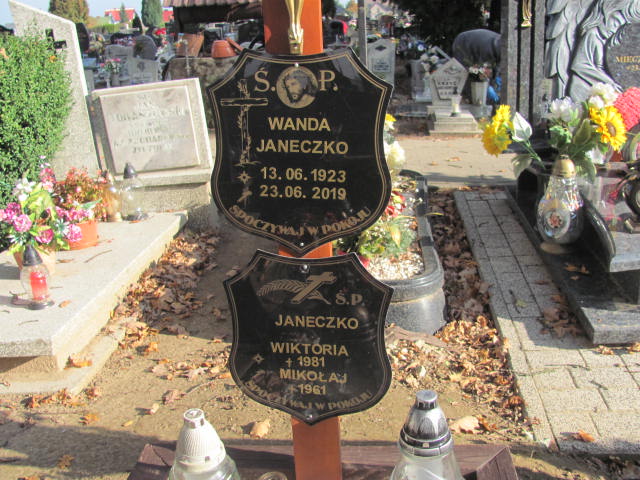 Ś. P.
WANDA
JANECZKO
13. 06. 1923
23. 06. 2019
SPOCZYWAJ W POKOJU
Ś.P
JANECZKO
WIKTORIA
+1981
MIKOŁAJ
+1961
SPOCZYWAJ W POKOJU